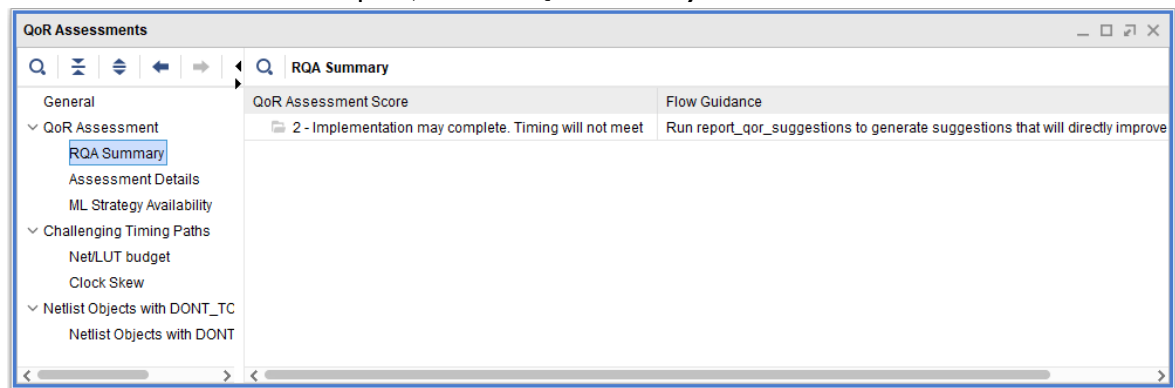 QoR Assessments
RQA Summary
General
QoR Assessment
RQA Summary
Assessment Details
ML Strategy Availability
Challenging Timing Paths
Net/LUT budget
Clock Skew
Netlist Objects with DONT_TC
Netlist Objects with DONT
QoR Assessment Score Flow Guidance
2 - Implementation may complete. Timing will not meet Run report_qor_suggestions to generate suggestions that will directly improve